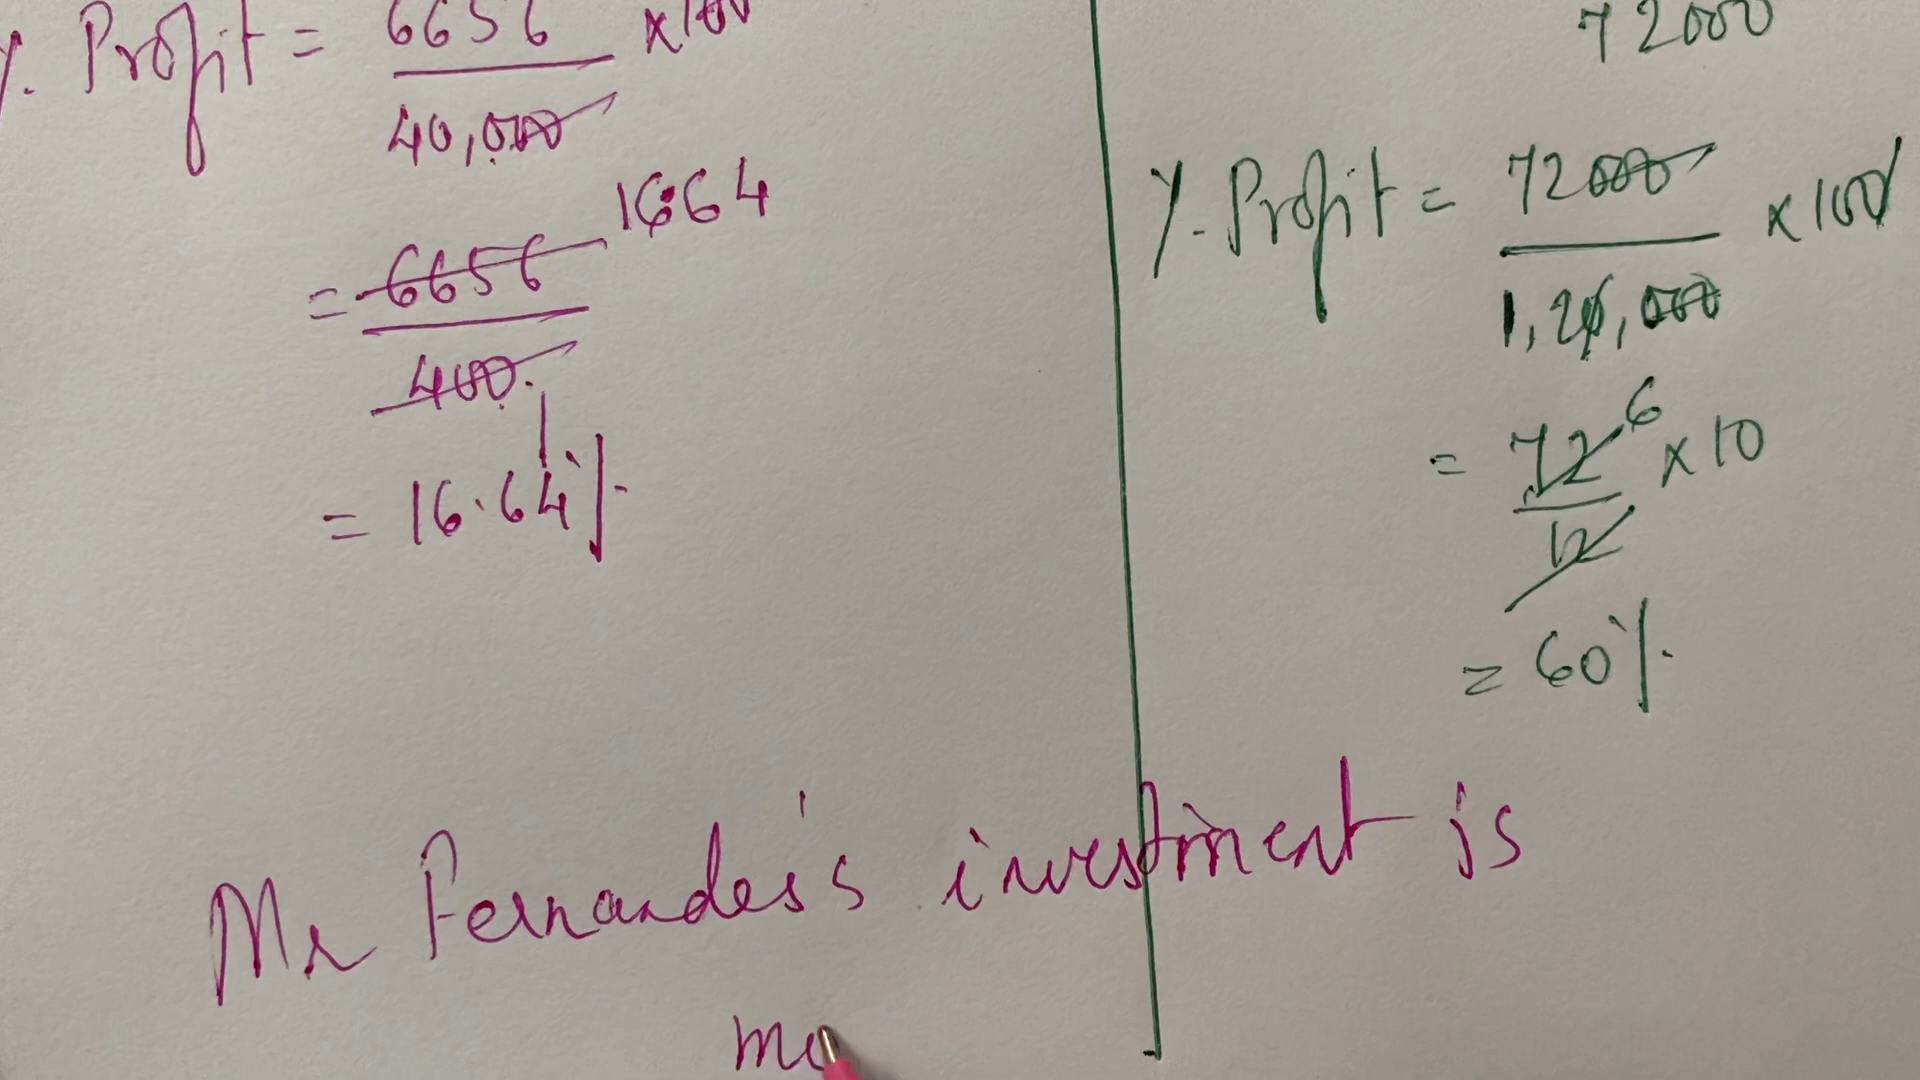 %. Profit = 6656 × 100
40,000
= 6656 1664
400
= 16.64%
72000
%. Profit = 72000 × 100
1,20,000
= 72 6 × 10
12
= 60%
Mr Fernandes's investment is
mo